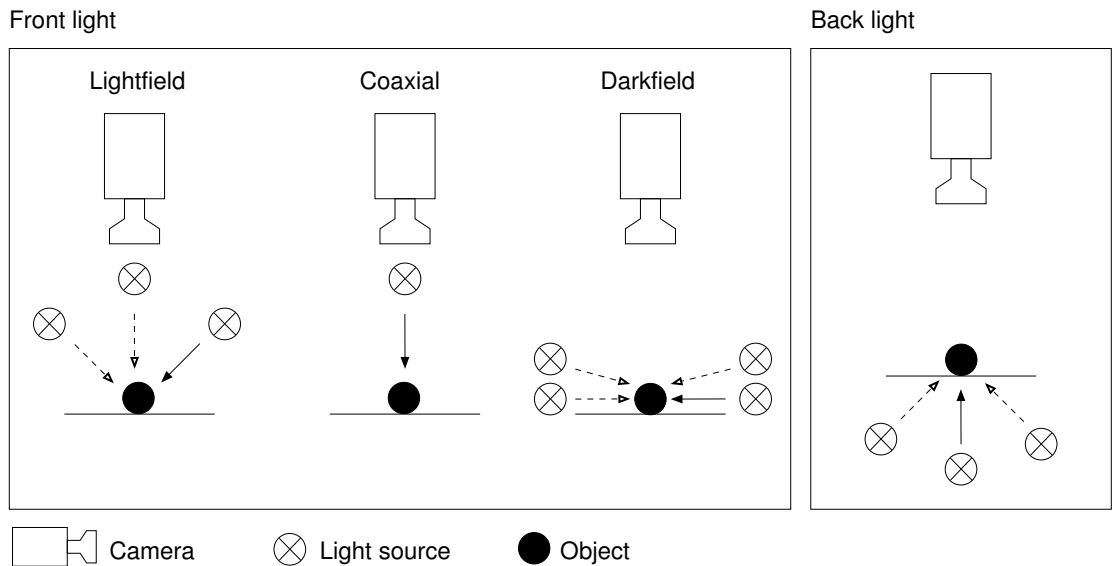 Front light
Back light
Lightfield
Coaxial
Darkfield
Camera
Light source
Object